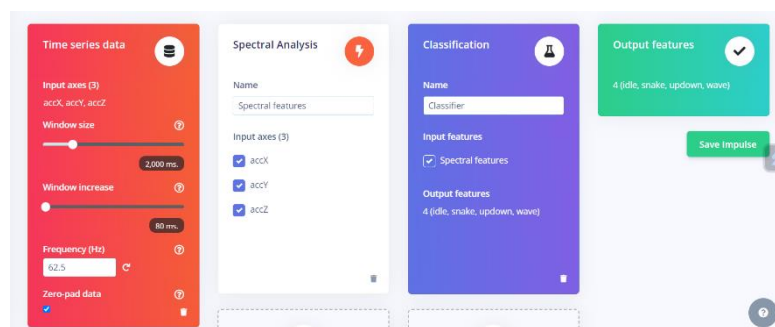 Time series data
Input axes (3)
accX, accY, accZ
Window size
2,000 ms.
Window increase
80 ms.
Frequency (Hz)
62.5
Zero-pad data
Spectral Analysis
Name
Spectral features
Input axes (3)
accX
accY
accZ
Classification
Name
Classifier
Input features
Spectral features
Output features
4 (idle, snake, updown, wave)
Output features
4 (idle, snake, updown, wave)
Save Impulse